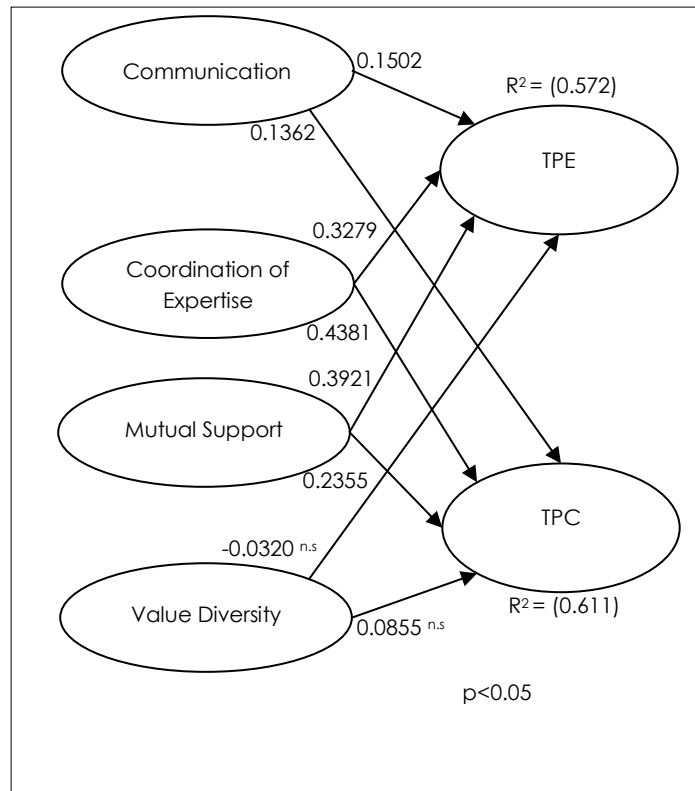 Communication
0.1502
0.1362
R² = (0.572)
TPE
Coordination of
Expertise
0.3279
0.4381
Mutual Support
0.3921
0.2355
TPC
R² = (0.611)
Value Diversity
-0.0320 n.s
0.0855 n.s
p<0.05